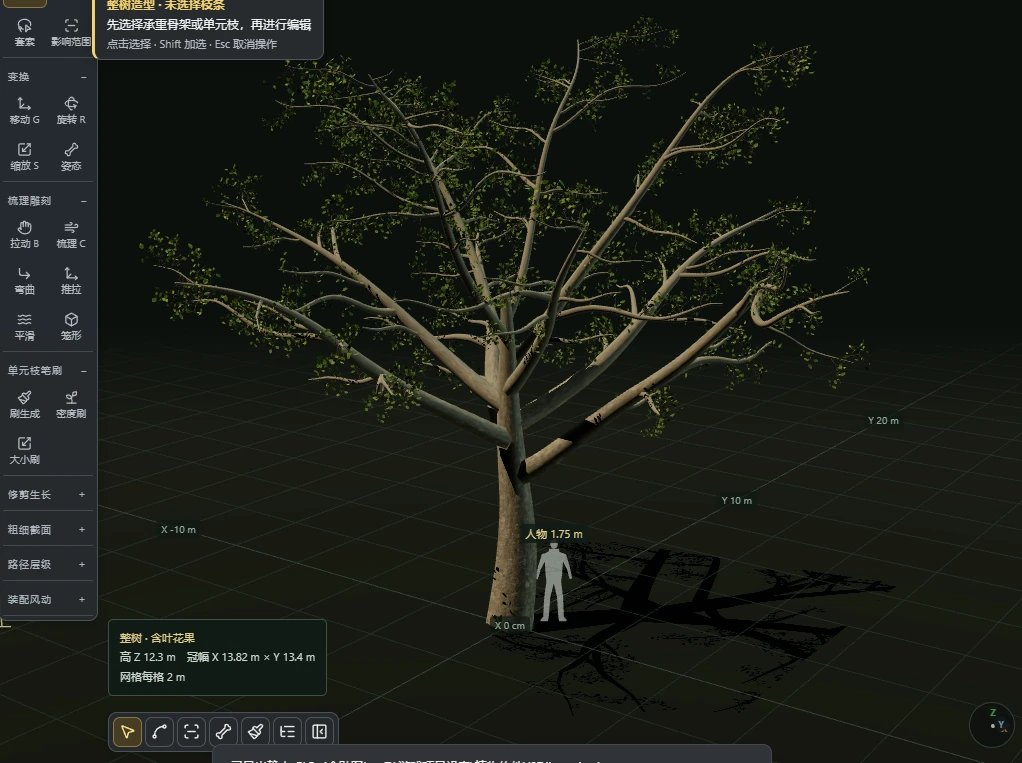 整树造型 · 未选择枝条
先选择承重骨架或单元枝，再进行编辑
点击选择 · Shift 加选 · Esc 取消操作
套索
影响范围
变换 −
移动 G
旋转 R
缩放 S
姿态
梳理雕刻 −
拉动 B
梳理 C
弯曲
推拉
平滑
笼形
单元枝笔刷 −
刷生成
密度刷
大小刷
修剪生长 +
粗细截面 +
路径层级 +
装配风动 +
Y 20 m
Y 10 m
X -10 m
人物 1.75 m
X 0 cm
整树 · 含叶花果
高 Z 12.3 m 冠幅 X 13.82 m × Y 13.4 m
网格每格 2 m
Z
Y